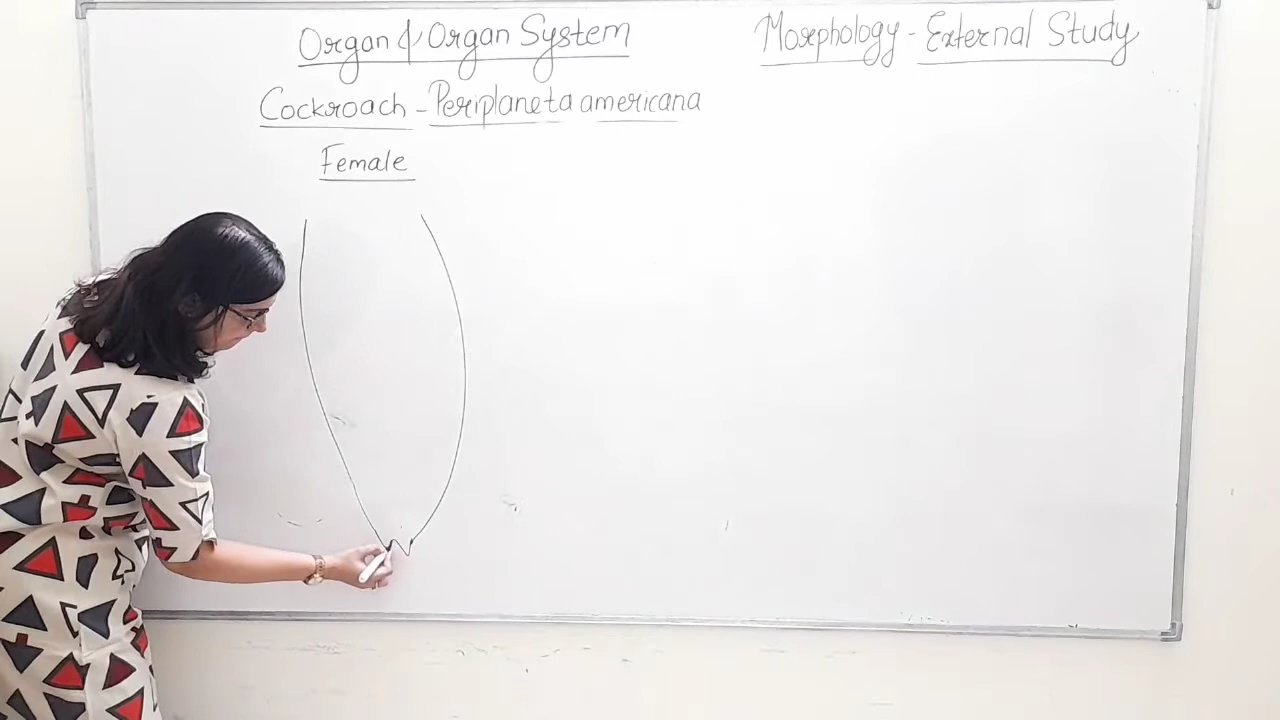 Organ & Organ System
Morphology - External Study
Cockroach - Periplaneta americana
Female